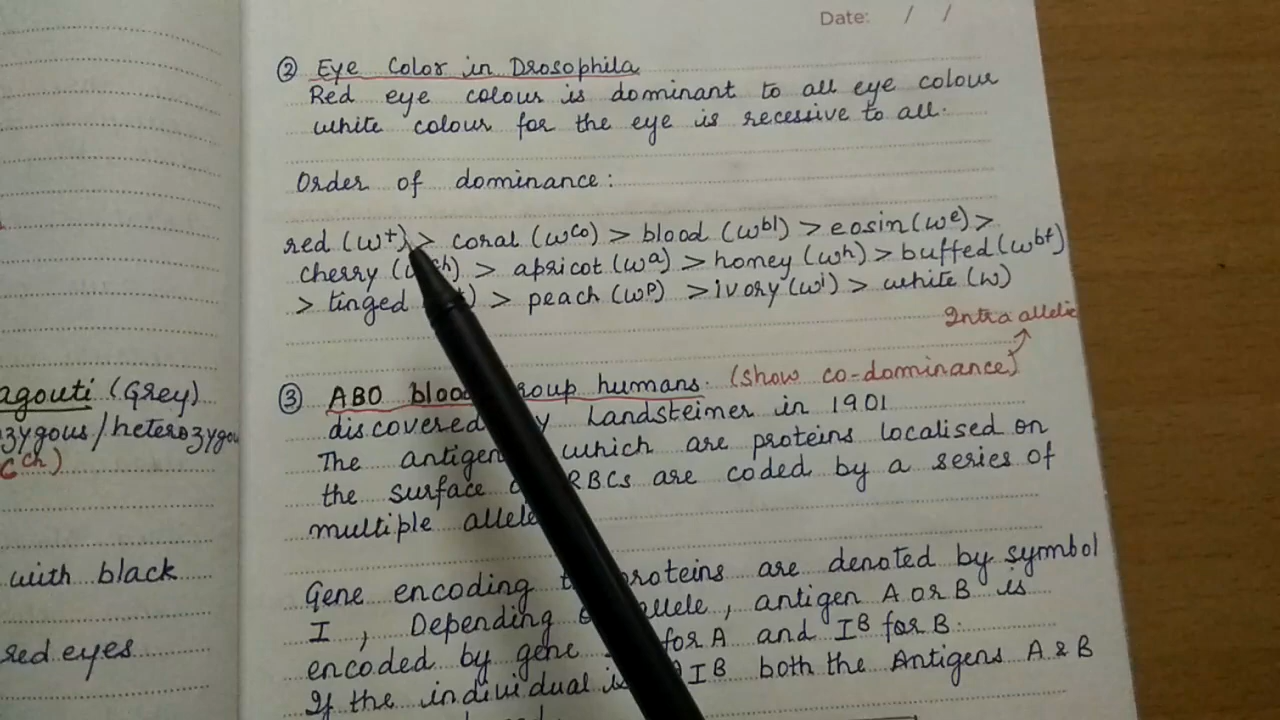 Date: / /
② Eye Color in Drosophila
Red eye colour is dominant to all eye colour
white colour for the eye is recessive to all.
Order of dominance:
red (w⁺) > coral (wᶜᵒ) > blood (wᵇˡ) > eosin (wᵉ) >
cherry (wᶜʰ) > apricot (wᵃ) > honey (wʰ) > buffed (wᵇᶠ)
> tinged > peach (wᵖ) > ivory (wⁱ) > white (w)
Intra allelic
③ ABO blood group humans. (show co-dominance)
discovered by Landsteiner in 1901
The antigen which are proteins localised on
the surface RBCs are coded by a series of
multiple allele
Gene encoding proteins are denoted by symbol
I, Depending allele, antigen A or B is
encoded by gene for A and Iᴮ for B.
If the individual is IB both the Antigens A & B
agouti (Grey)
zygous/heterozygou
Cᶜʰ)
with black
red eyes